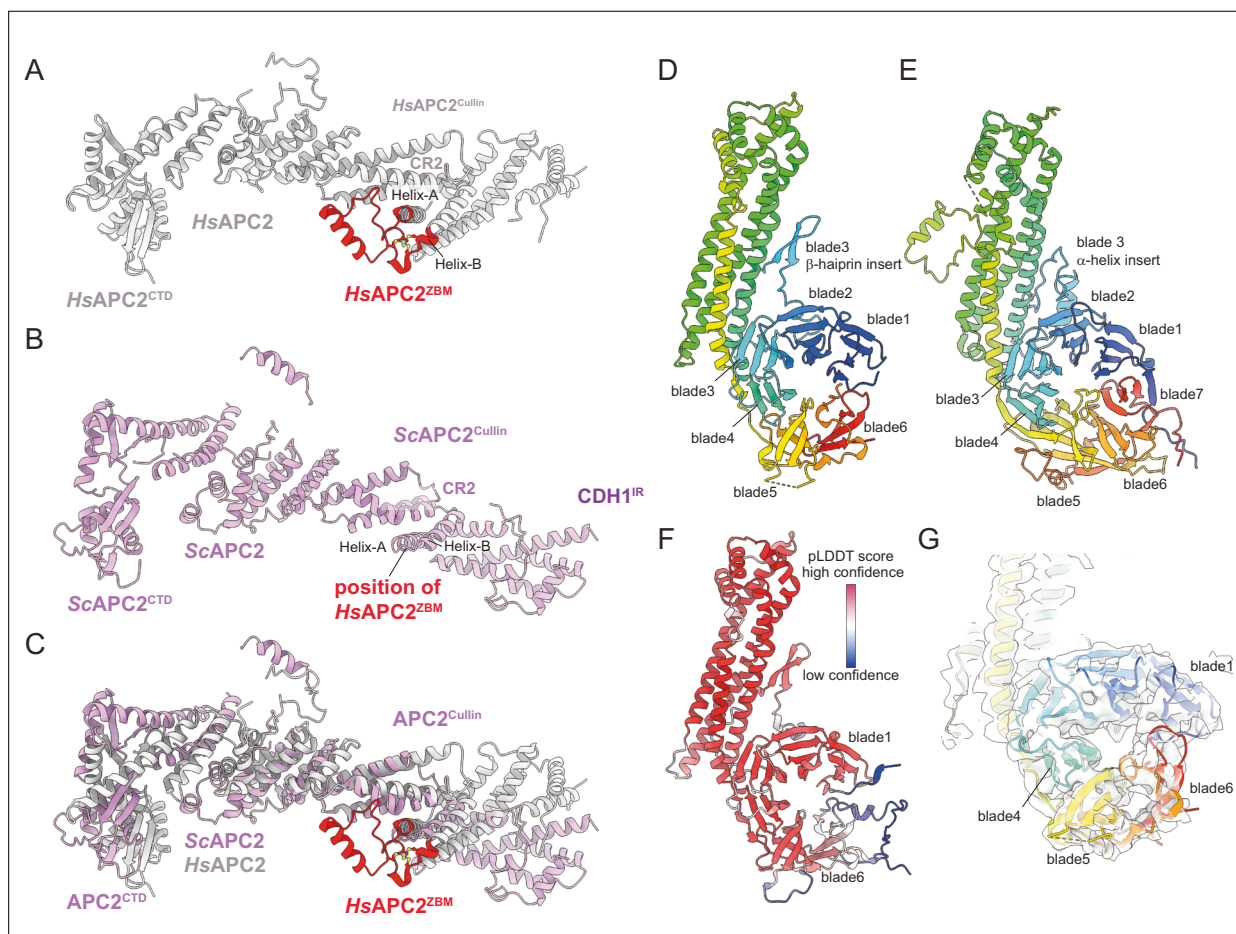 A
HsAPC2Cullin
CR2
Helix-A
HsAPC2
Helix-B
HsAPC2ZBM
HsAPC2CTD
B
ScAPC2Cullin
CR2
CDH1IR
Helix-A
Helix-B
ScAPC2
position of
HsAPC2ZBM
ScAPC2CTD
C
APC2Cullin
ScAPC2
HsAPC2
APC2CTD
HsAPC2ZBM
D
blade3
β-haiprin insert
blade2
blade1
blade3
blade4
blade6
blade5
E
blade 3
α-helix insert
blade2
blade1
blade7
blade3
blade4
blade6
blade5
F
pLDDT score
high confidence
low confidence
blade1
blade6
G
blade1
blade4
blade6
blade5